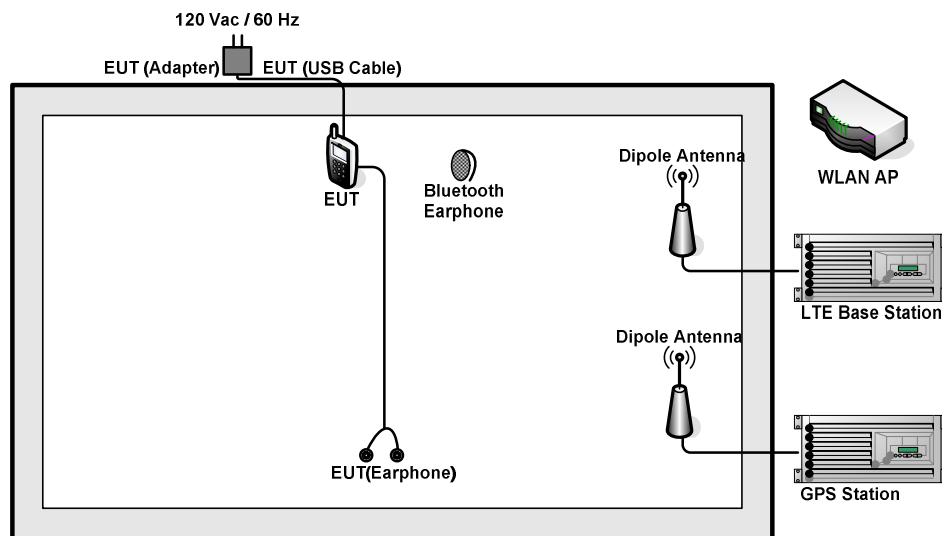 120 Vac / 60 Hz
EUT (Adapter)
EUT (USB Cable)
EUT
Bluetooth
Earphone
Dipole Antenna
WLAN AP
LTE Base Station
Dipole Antenna
EUT(Earphone)
GPS Station